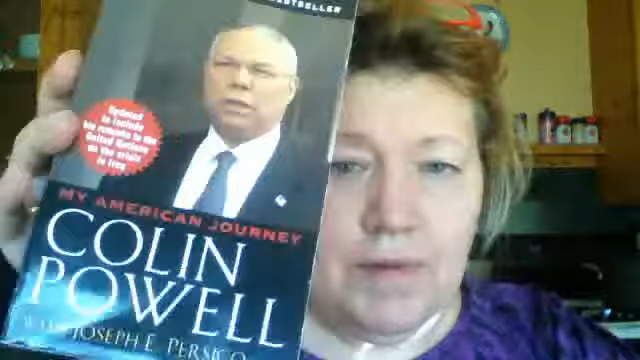 BESTSELLER
Updated
to include
his remarks to the
United Nations
on the crisis
in Iraq
MY AMERICAN JOURNEY
COLIN
POWELL
WITH JOSEPH E. PERSICO